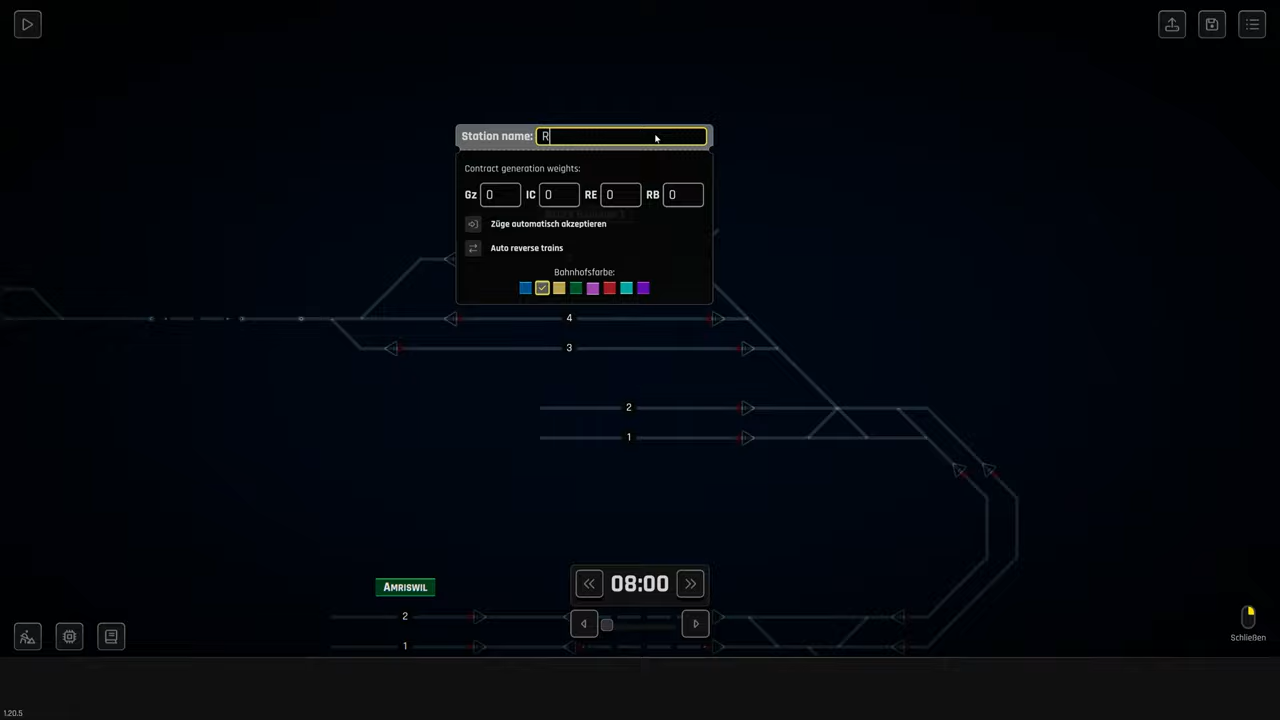 Station name: R
Contract generation weights:
Gz 0 IC 0 RE 0 RB 0
Züge automatisch akzeptieren
Auto reverse trains
Bahnhofsfarbe:
4
3
2
1
AMRISWIL
08:00
2
1
Schließen
1.20.5